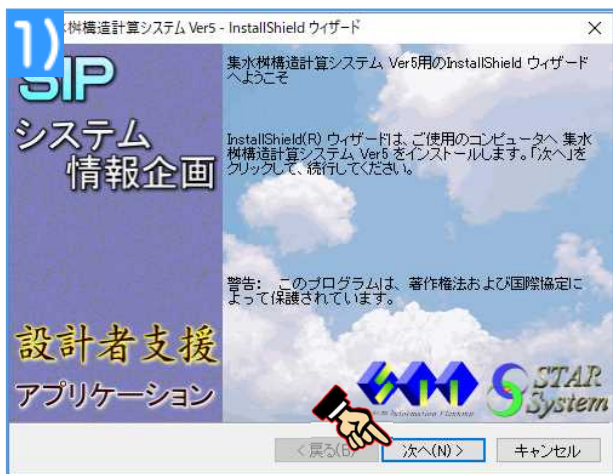 1)
水桝構造計算システム Ver5 - InstallShield ウィザード
SIP
システム
情報企画
集水桝構造計算システム Ver5用のInstallShield ウィザード
へようこそ
InstallShield(R) ウィザードは、ご使用のコンピュータへ 集水
桝構造計算システム Ver5 をインストールします。「次へ」を
クリックして、続行してください。
警告: このプログラムは、著作権法および国際協定に
よって保護されています。
設計者支援
アプリケーション
STAR
System
< 戻る(B)
次へ(N) >
キャンセル